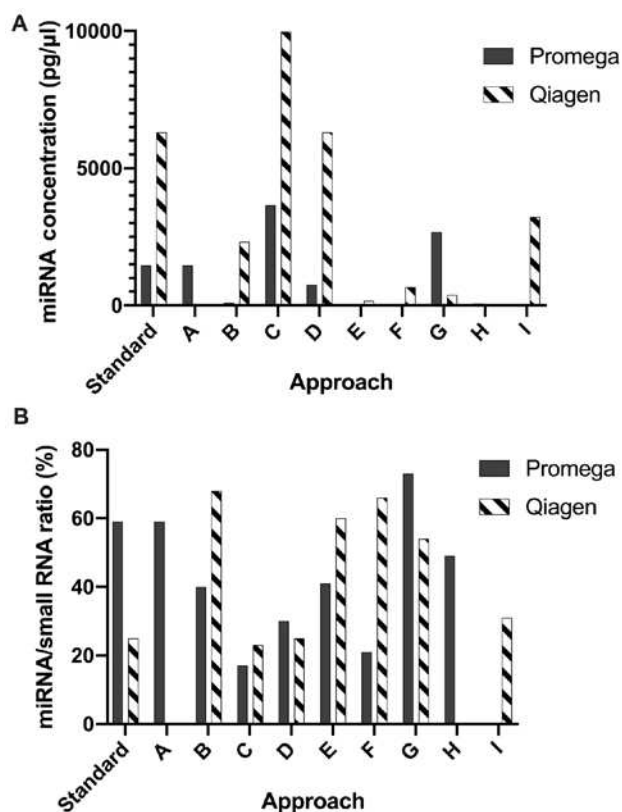 A
miRNA concentration (pg/µl)
10000
5000
0
Promega
Qiagen
Standard
A
B
C
D
E
F
G
H
I
Approach
B
miRNA/small RNA ratio (%)
80
60
40
20
0
Promega
Qiagen
Standard
A
B
C
D
E
F
G
H
I
Approach